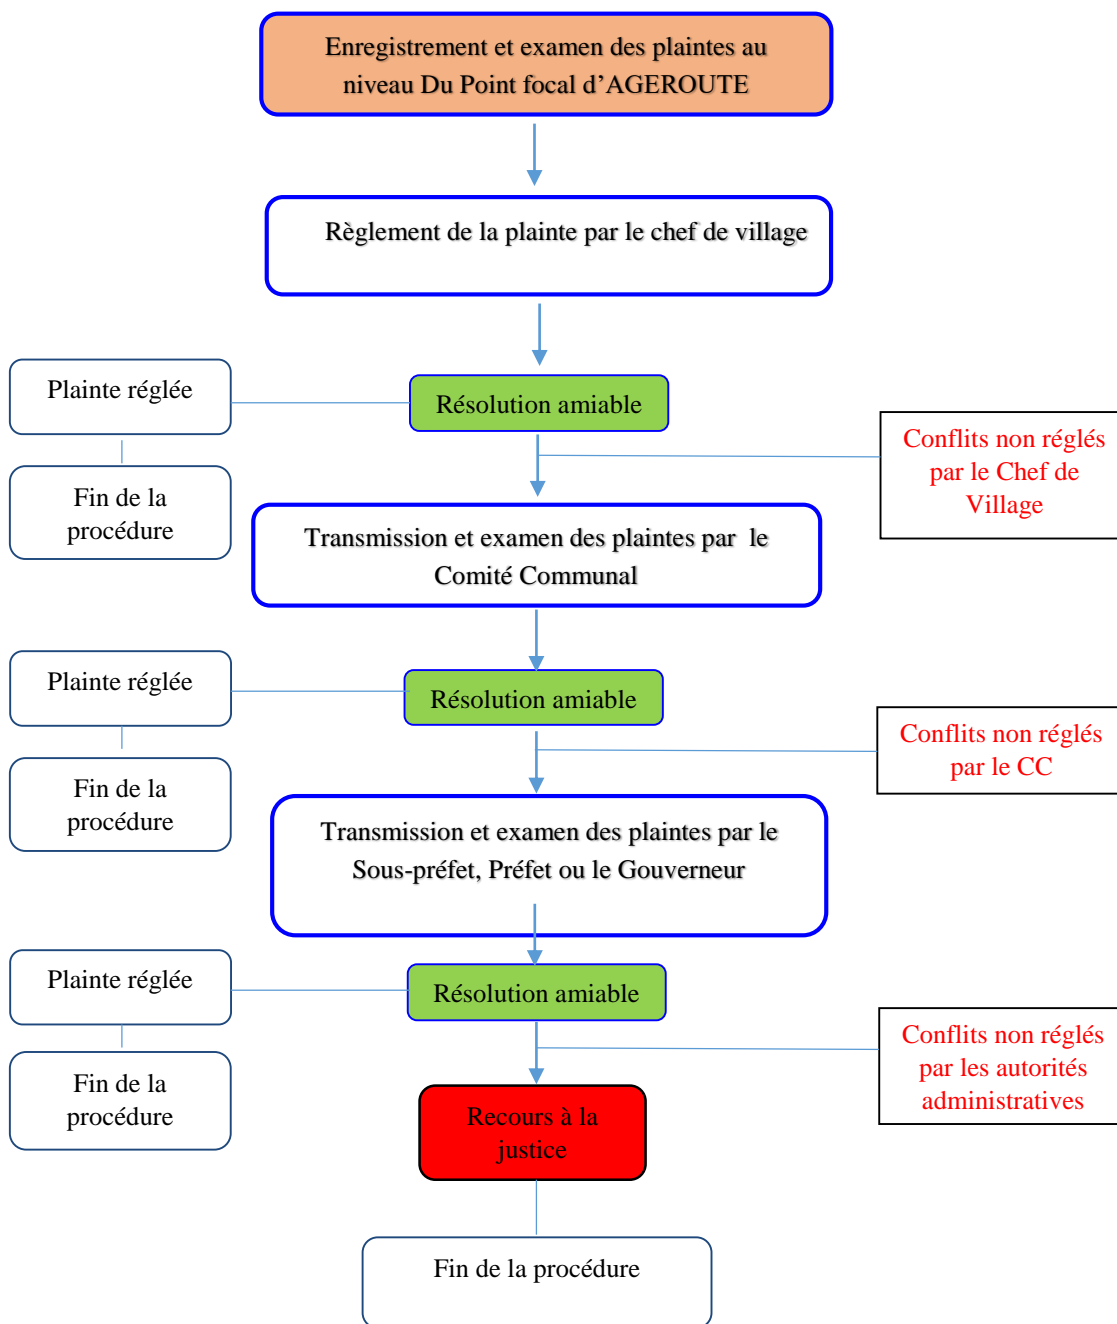 Enregistrement et examen des plaintes au
niveau Du Point focal d’AGEROUTE
Règlement de la plainte par le chef de village
Plainte réglée
Résolution amiable
Conflits non réglés
par le Chef de
Village
Fin de la
procédure
Transmission et examen des plaintes par le
Comité Communal
Plainte réglée
Résolution amiable
Conflits non réglés
par le CC
Fin de la
procédure
Transmission et examen des plaintes par le
Sous-préfet, Préfet ou le Gouverneur
Plainte réglée
Résolution amiable
Conflits non réglés
par les autorités
administratives
Fin de la
procédure
Recours à la
justice
Fin de la procédure